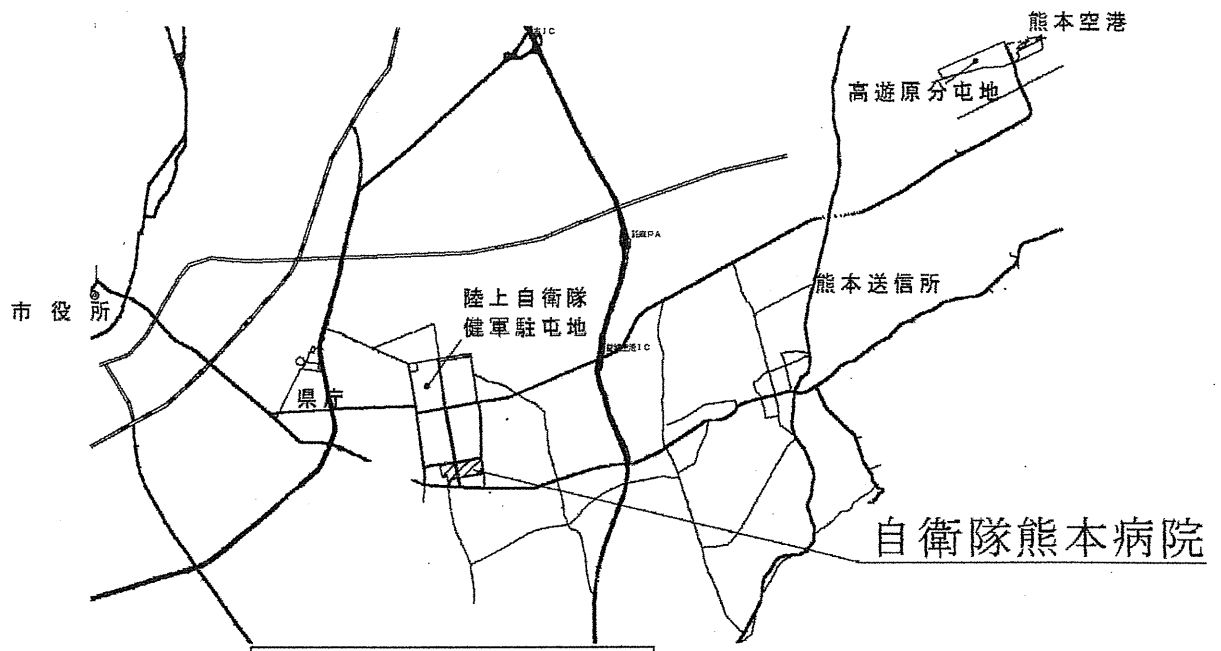 熊本空港
高遊原分屯地
熊本送信所
市役所
陸上自衛隊
健軍駐屯地
県庁
自衛隊熊本病院